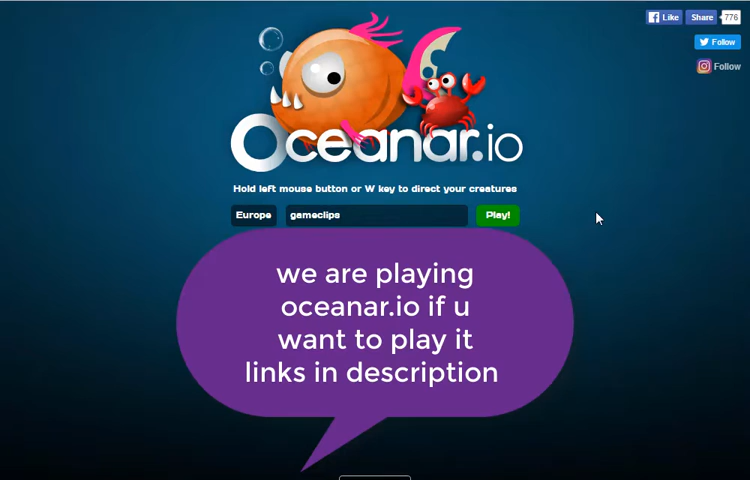 Like Share 776
Follow
Follow
Oceanar.io
Hold left mouse button or W key to direct your creatures
Europe gameclips Play!
we are playing
oceanar.io if u
want to play it
links in description